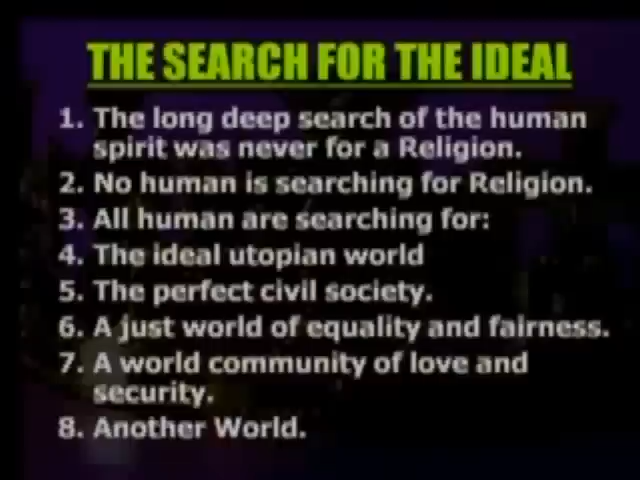 THE SEARCH FOR THE IDEAL
1. The long deep search of the human
spirit was never for a Religion.
2. No human is searching for Religion.
3. All human are searching for:
4. The ideal utopian world
5. The perfect civil society.
6. A just world of equality and fairness.
7. A world community of love and
security.
8. Another World.